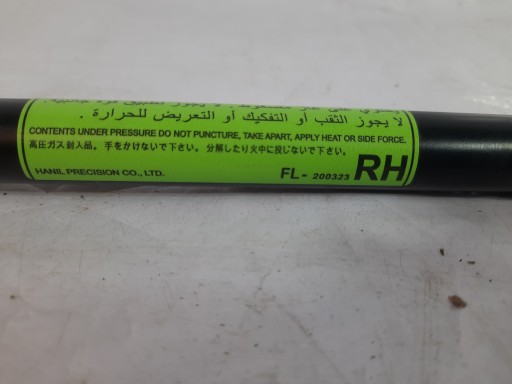 لا يجوز الثقب أو التفكيك أو التعريض للحرارة .
CONTENTS UNDER PRESSURE DO NOT PUNCTURE, TAKE APART, APPLY HEAT OR SIDE FORCE.
高圧ガス封入品。手をかけないで下さい。分解したり火中に投じないで下さい。
HANIL PRECISION CO., LTD.
FL- 200323 RH